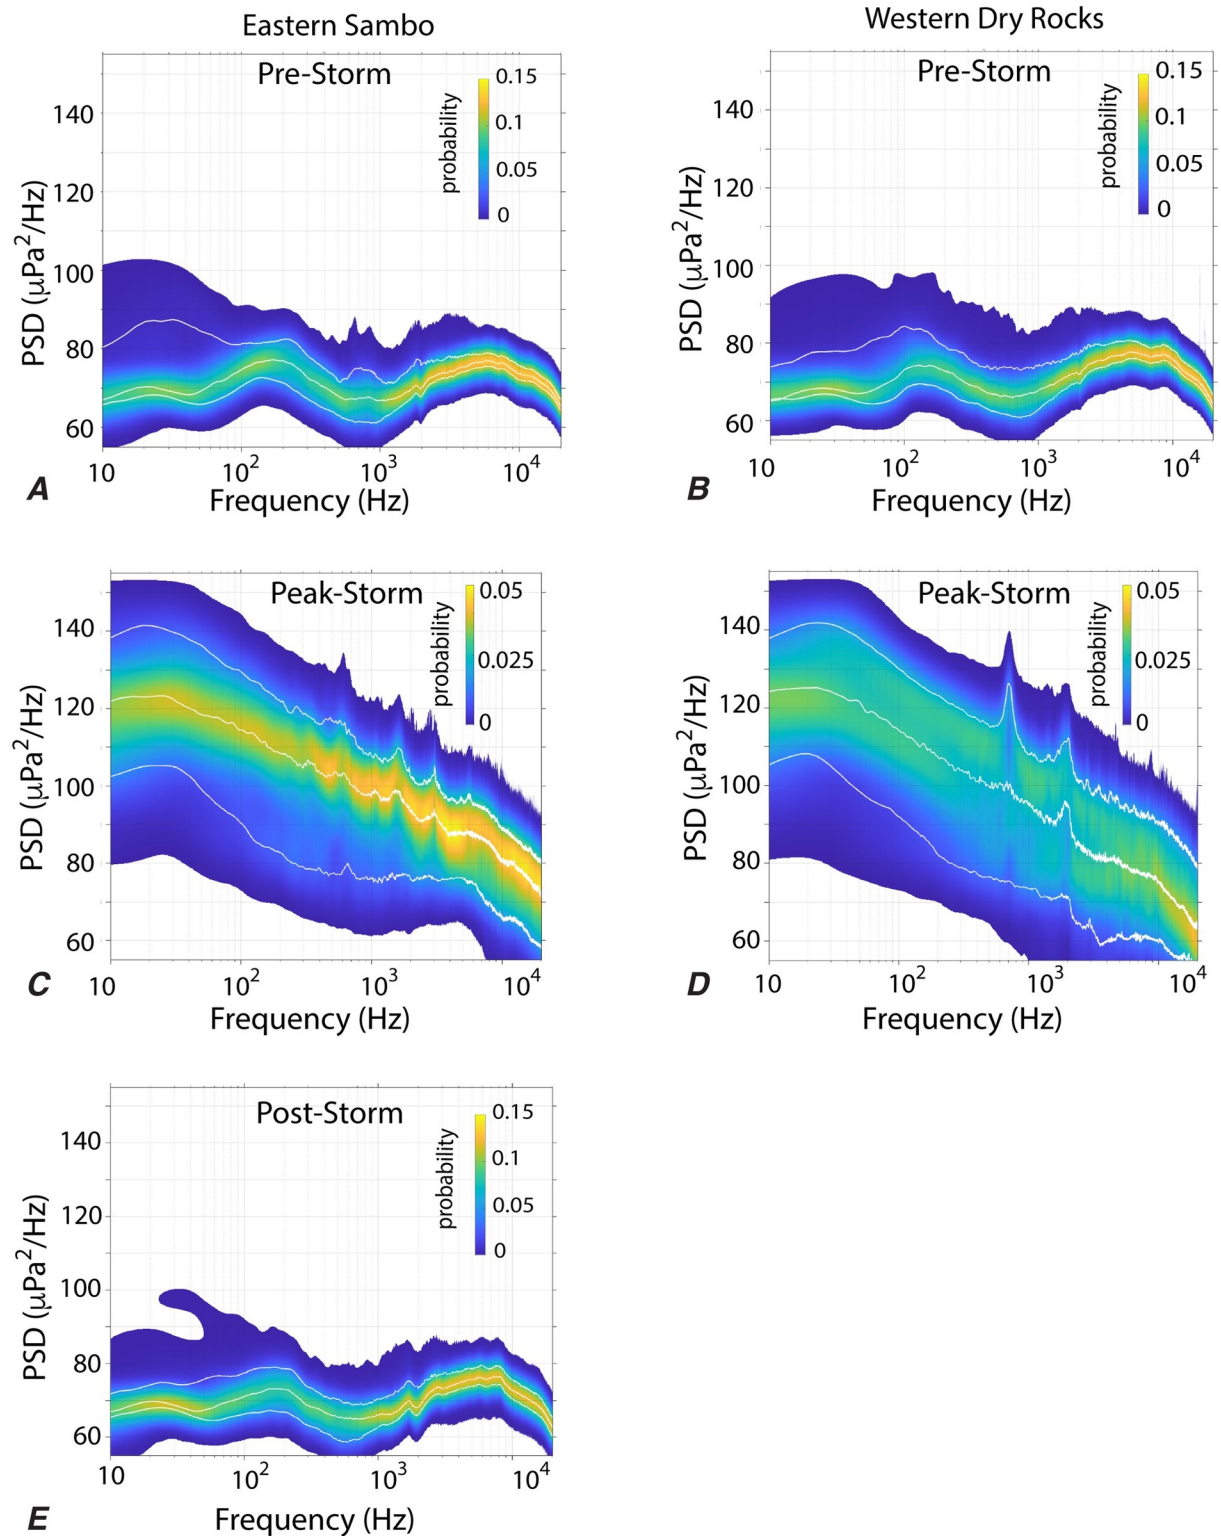 Eastern Sambo
Western Dry Rocks
Pre-Storm
probability
0.15
0.1
0.05
0
140
120
100
80
60
PSD (μPa²/Hz)
10
10²
10³
10⁴
Frequency (Hz)
A
Pre-Storm
probability
0.15
0.1
0.05
0
140
120
100
80
60
PSD (μPa²/Hz)
10
10²
10³
10⁴
Frequency (Hz)
B
Peak-Storm
probability
0.05
0.025
0
140
120
100
80
60
PSD (μPa²/Hz)
10
10²
10³
10⁴
Frequency (Hz)
C
Peak-Storm
probability
0.05
0.025
0
140
120
100
80
60
PSD (μPa²/Hz)
10
10²
10³
10⁴
Frequency (Hz)
D
Post-Storm
probability
0.15
0.1
0.05
0
140
120
100
80
60
PSD (μPa²/Hz)
10
10²
10³
10⁴
Frequency (Hz)
E